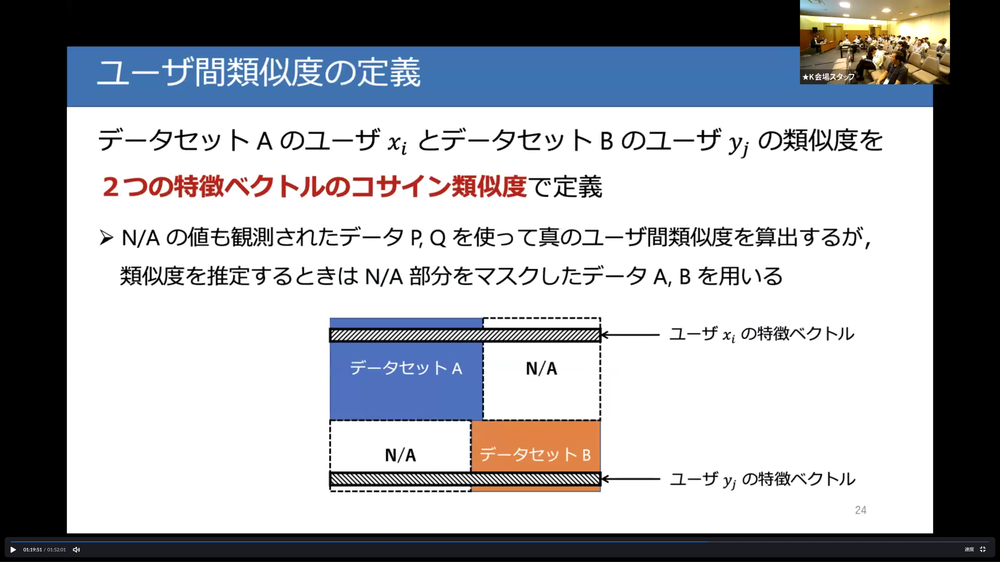 ★K会場スタッフ
ユーザ間類似度の定義
データセット A のユーザ xᵢ とデータセット B のユーザ yⱼ の類似度を
２つの特徴ベクトルのコサイン類似度で定義
➢ N/A の値も観測されたデータ P, Q を使って真のユーザ間類似度を算出するが，
類似度を推定するときは N/A 部分をマスクしたデータ A, B を用いる
ユーザ xᵢ の特徴ベクトル
データセット A
N/A
N/A
データセット B
ユーザ yⱼ の特徴ベクトル
24
01:19:51 / 01:52:01
速度